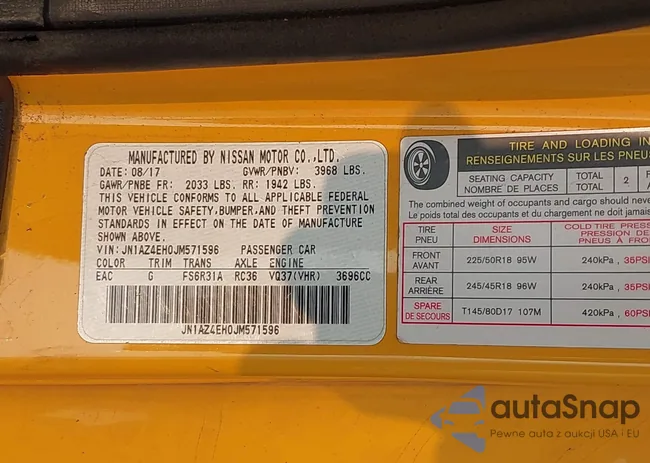 MANUFACTURED BY NISSAN MOTOR CO.,LTD.
DATE: 08/17 GVWR/PNBV: 3968 LBS.
GAWR/PNBE FR: 2033 LBS. RR: 1942 LBS.
THIS VEHICLE CONFORMS TO ALL APPLICABLE FEDERAL
MOTOR VEHICLE SAFETY,BUMPER,AND THEFT PREVENTION
STANDARDS IN EFFECT ON THE DATE OF MANUFACTURE
SHOWN ABOVE.
VIN: JN1AZ4EH0JM571596 PASSENGER CAR
COLOR TRIM TRANS AXLE ENGINE
EAC G FS6R31A RC36 VQ37(VHR) 3696CC
JN1AZ4EH0JM571596
TIRE AND LOADING IN
RENSEIGNEMENTS SUR LES PNEUS
SEATING CAPACITY TOTAL 2 F
NOMBRE DE PLACES TOTAL A
The combined weight of occupants and cargo should never
Le poids total des occupants et du chargement ne doit jamais
TIRE SIZE COLD TIRE PRESS
PNEU DIMENSIONS PRESSION DE
PNEUS À FROI
FRONT
AVANT 225/50R18 95W 240kPa , 35PSI
REAR
ARRIÈRE 245/45R18 96W 240kPa , 35PSI
SPARE
DE SECOURS T145/80D17 107M 420kPa , 60PSI
autaSnap
Pewne auta z aukcji USA i EU